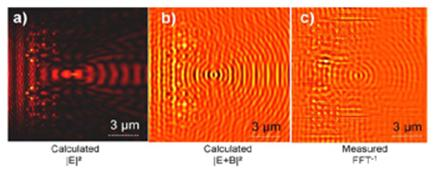 a)
b)
c)
3 μm
3 μm
3 μm
Calculated
|E|²
Calculated
|E+B|²
Measured
FFT⁻¹